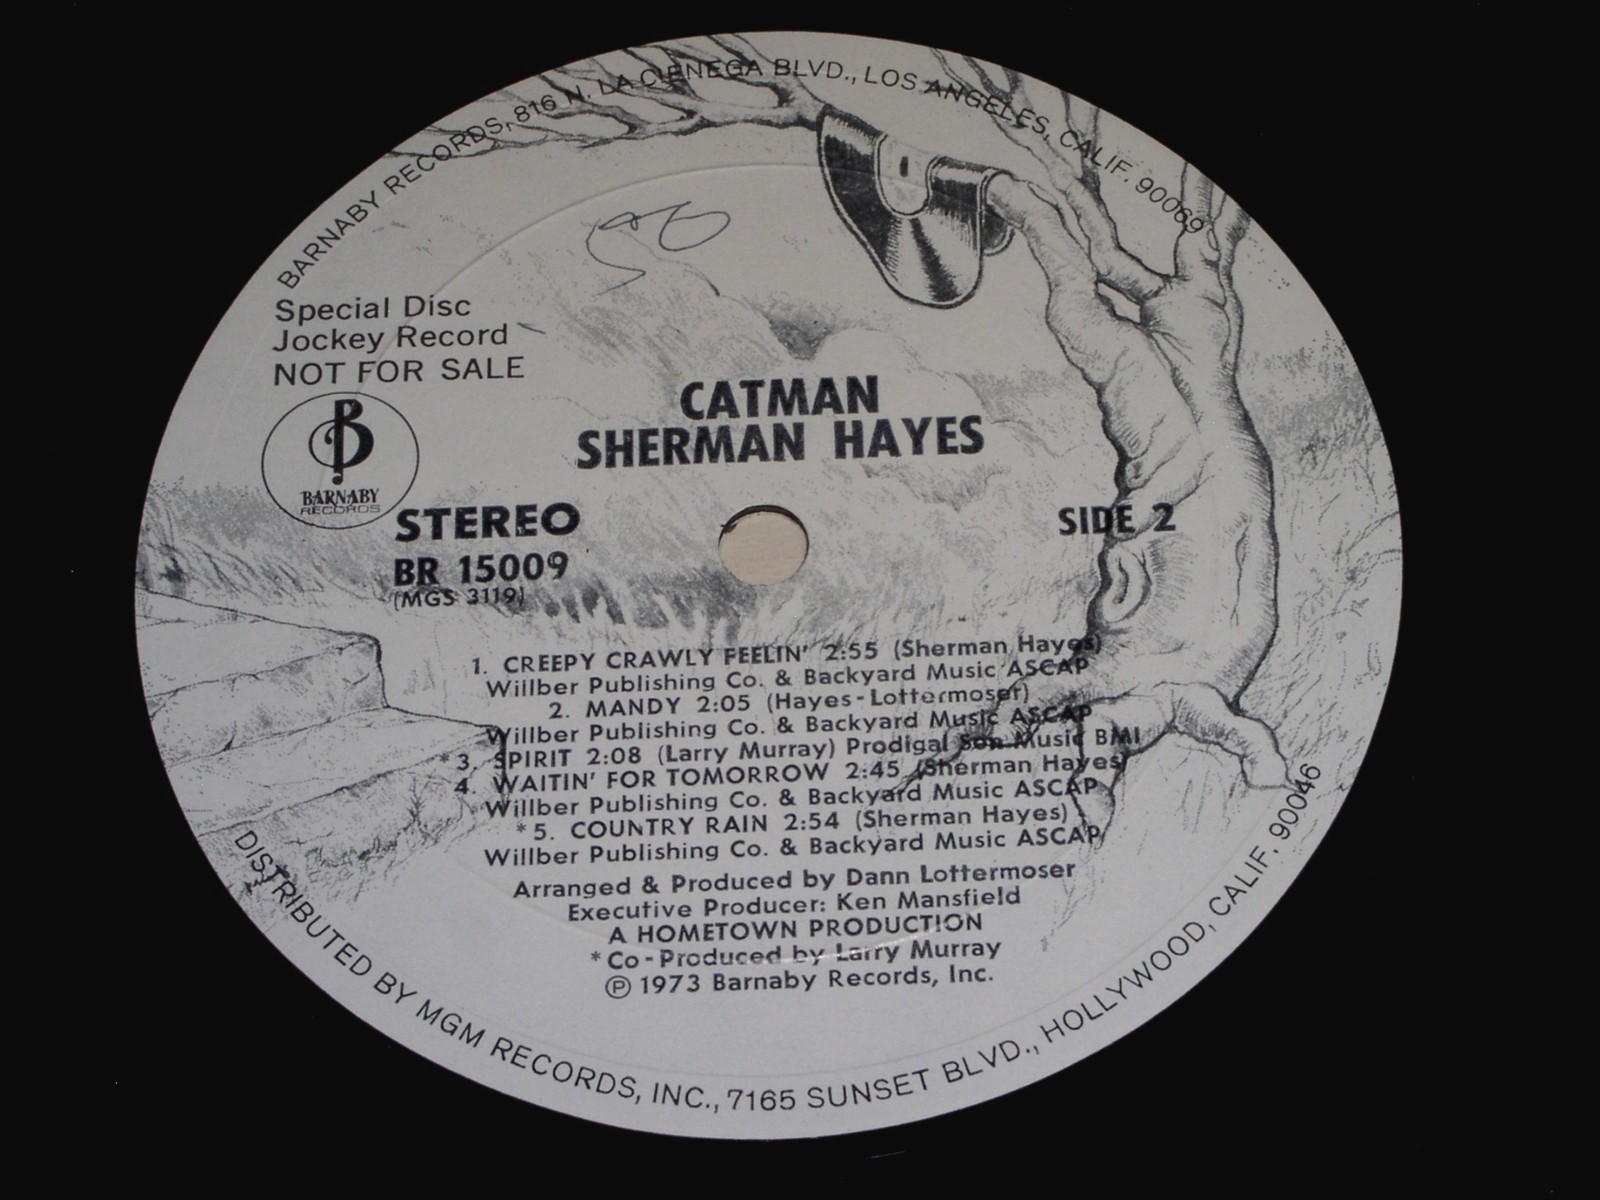 BARNABY RECORDS, 816 N. LA CIENEGA BLVD., LOS ANGELES, CALIF. 90069
50
Special Disc
Jockey Record
NOT FOR SALE
B
BARNABY
RECORDS
CATMAN
SHERMAN HAYES
STEREO
SIDE 2
BR 15009
(MGS 3119)
1. CREEPY CRAWLY FEELIN' 2:55 (Sherman Hayes)
Willber Publishing Co. & Backyard Music ASCAP
2. MANDY 2:05 (Hayes-Lottermoser)
Willber Publishing Co. & Backyard Music ASCAP
*3. SPIRIT 2:08 (Larry Murray) Prodigal Son Music BMI
4. WAITIN' FOR TOMORROW 2:45 (Sherman Hayes)
Willber Publishing Co. & Backyard Music ASCAP
*5. COUNTRY RAIN 2:54 (Sherman Hayes)
Willber Publishing Co. & Backyard Music ASCAP
Arranged & Produced by Dann Lottermoser
Executive Producer: Ken Mansfield
A HOMETOWN PRODUCTION
*Co-Produced by Larry Murray
℗ 1973 Barnaby Records, Inc.
DISTRIBUTED BY MGM RECORDS, INC., 7165 SUNSET BLVD., HOLLYWOOD, CALIF. 90046